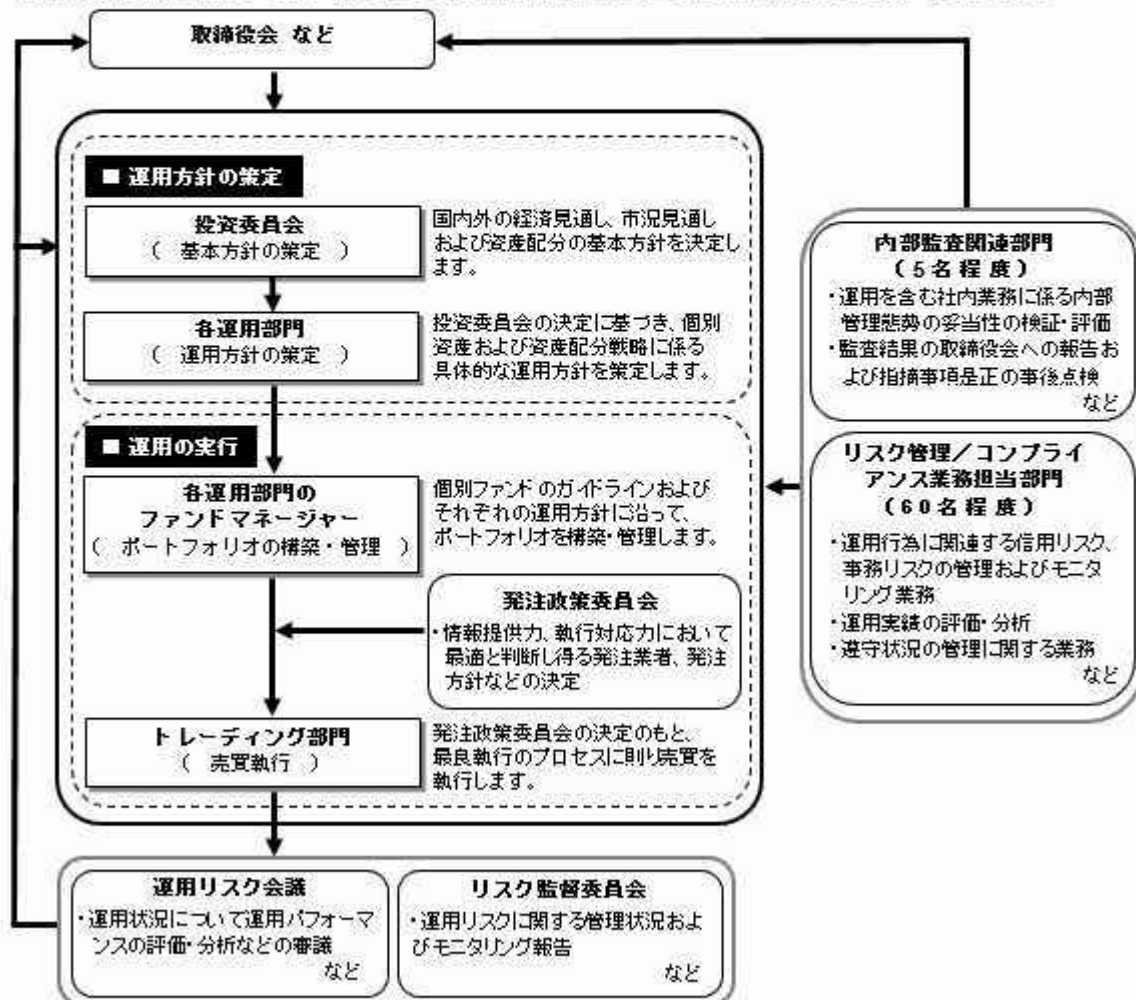 取締役会 など
■ 運用方針の策定
投資委員会
( 基本方針の策定 )
国内外の経済見通し、市況見通し
および資産配分の基本方針を決定し
ます。
各運用部門
( 運用方針の策定 )
投資委員会の決定に基づき、個別
資産および資産配分戦略に係る
具体的な運用方針を策定します。
■ 運用の実行
各運用部門の
ファンドマネージャー
( ポートフォリオの構築・管理 )
個別ファンドのガイドラインおよび
それぞれの運用方針に沿って、
ポートフォリオを構築・管理します。
発注政策委員会
・情報提供力、執行対応力において
最適と判断し得る発注業者、発注
方針などの決定
トレーディング部門
( 売買執行 )
発注政策委員会の決定のもと、
最良執行のプロセスに則り売買を
執行します。
内部監査関連部門
(5名程度)
・運用を含む社内業務に係る内部
管理態勢の妥当性の検証・評価
・監査結果の取締役会への報告お
よび指摘事項是正の事後点検
など
リスク管理/コンプライ
アンス業務担当部門
(60名程度)
・運用行為に関連する信用リスク、
事務リスクの管理およびモニタ
リング業務
・運用実績の評価・分析
・遵守状況の管理に関する業務
など
運用リスク会議
・運用状況について運用パフォーマ
ンスの評価・分析などの審議
など
リスク監督委員会
・運用リスクに関する管理状況およ
びモニタリング報告
など